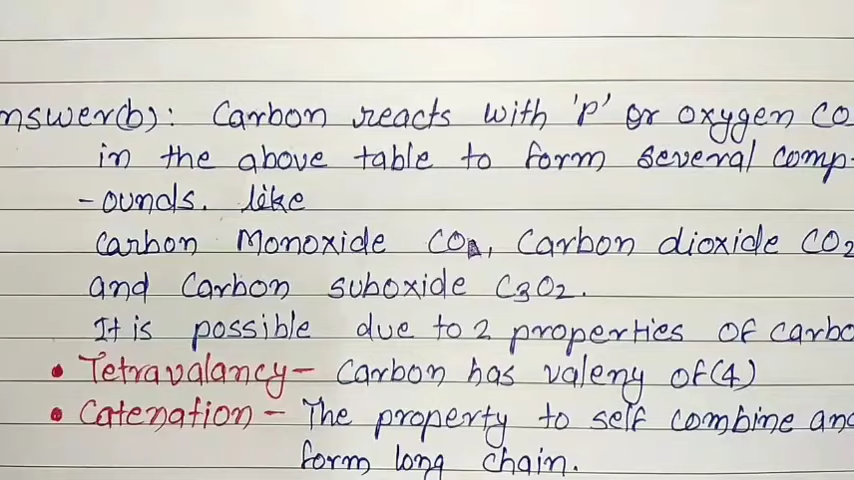 nswer(b): Carbon reacts with 'P' or oxygen CO
in the above table to form several comp-
- ounds. like
Carbon Monoxide CO, Carbon dioxide CO2
and Carbon suboxide C3O2.
It is possible due to 2 properties of carbo
• Tetravalancy - Carbon has valeny of(4)
• Catenation - The property to self combine and
form long chain.